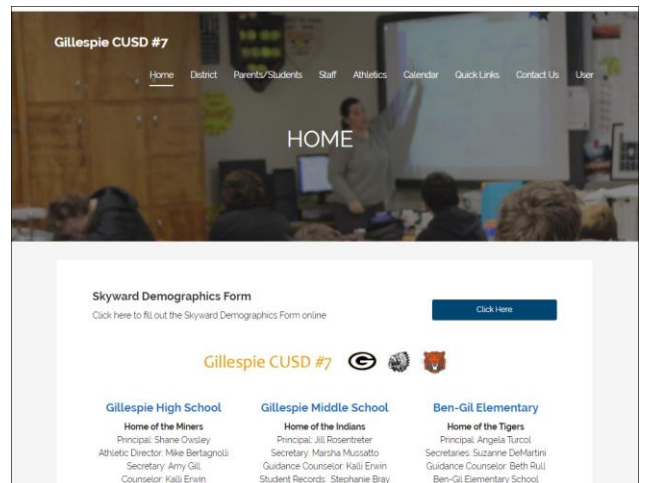 Gillespie CUSD #7
Home District Parents/Students Staff Athletics Calendar Quick Links Contact Us User
HOME
Skyward Demographics Form
Click here to fill out the Skyward Demographics Form online
Click Here
Gillespie CUSD #7
G
Gillespie High School
Home of the Miners
Principal: Shane Owsley
Athletic Director: Mike Bertagnolli
Secretary: Amy Gill
Counselor: Kalli Erwin
Gillespie Middle School
Home of the Indians
Principal: Jill Rosentreter
Secretary: Marsha Mussatto
Guidance Counselor: Kalli Erwin
Student Records: Stephanie Bray
Ben-Gil Elementary
Home of the Tigers
Principal: Angela Turcol
Secretaries: Suzanne DeMartini
Guidance Counselor: Beth Rull
Ben-Gil Elementary School